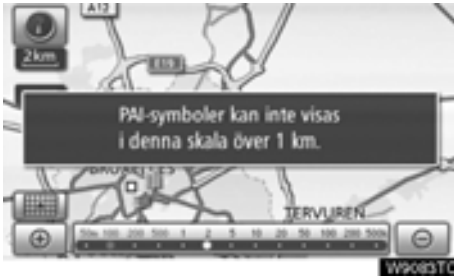 A12
2km
E19
PAI-symboler kan inte visas
i denna skala över 1 km.
BRUXELLES
TERVUREN
50m 100 200 500 1 2 5 10 20 50 100 200 500k
W9083TC